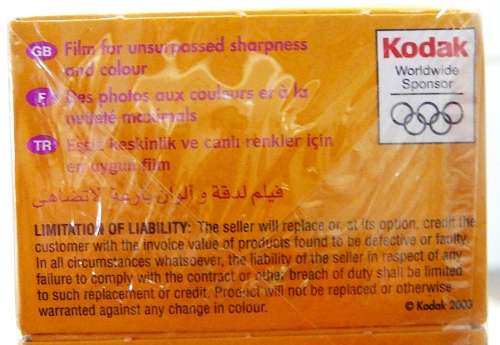 GB Film for unsurpassed sharpness
and colour
F Des photos aux couleurs et à la
netteté maximals
TR Eşsiz keskinlik ve canlı renkler için
en uygun film
فيلم لدقة وألوان بارزة لاتضاهى
Kodak
Worldwide
Sponsor
LIMITATION OF LIABILITY: The seller will replace or, at its option, credit the
customer with the invoice value of products found to be defective or faulty.
In all circumstances whatsoever, the liability of the seller in respect of any
failure to comply with the contract or other breach of duty shall be limited
to such replacement or credit. Product will not be replaced or otherwise
warranted against any change in colour.
© Kodak 2003